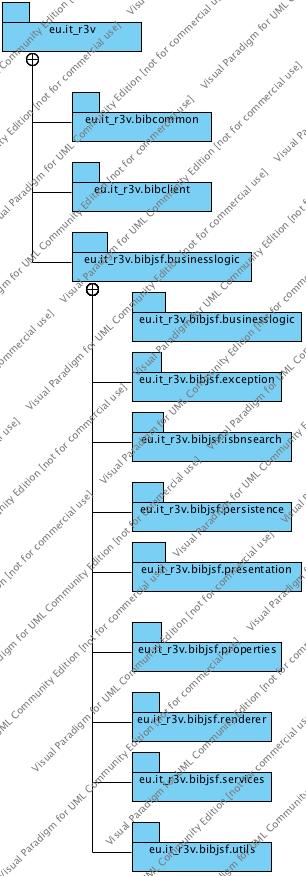 eu.it_r3v
eu.it_r3v.bibcommon
eu.it_r3v.bibclient
eu.it_r3v.bibjsf.businesslogic
eu.it_r3v.bibjsf.businesslogic
eu.it_r3v.bibjsf.exception
eu.it_r3v.bibjsf.isbnsearch
eu.it_r3v.bibjsf.persistence
eu.it_r3v.bibjsf.presentation
eu.it_r3v.bibjsf.properties
eu.it_r3v.bibjsf.renderer
eu.it_r3v.bibjsf.services
eu.it_r3v.bibjsf.utils
Visual Paradigm for UML Community Edition [not for commercial use]